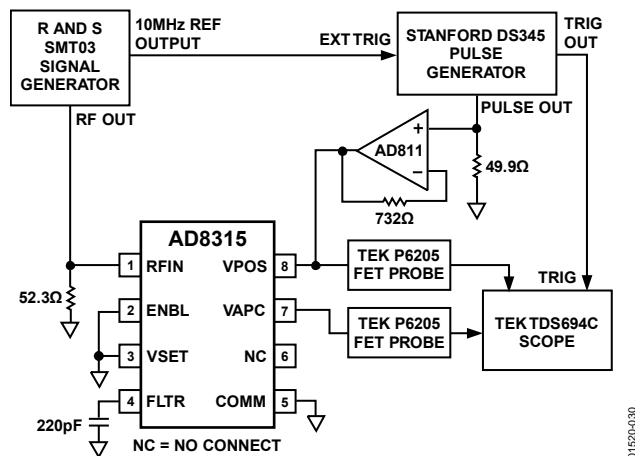 R AND S
SMT03
SIGNAL
GENERATOR
10MHz REF
OUTPUT
EXT TRIG
STANFORD DS345
PULSE
GENERATOR
TRIG
OUT
RF OUT
PULSE OUT
+
AD811
–
49.9Ω
732Ω
AD8315
1 RFIN
VPOS 8
TEK P6205
FET PROBE
TRIG
52.3Ω
2 ENBL
VAPC 7
TEK P6205
FET PROBE
TEK TDS694C
SCOPE
3 VSET
NC 6
4 FLTR
COMM 5
220pF
NC = NO CONNECT
01520-030